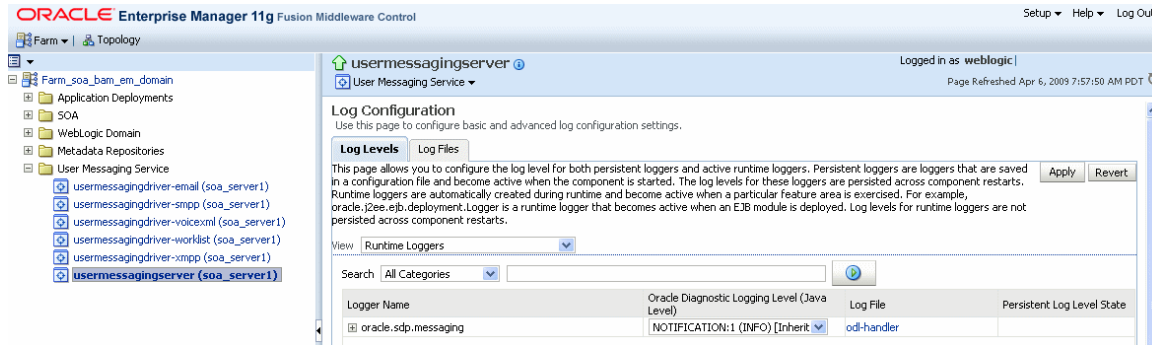 ORACLE Enterprise Manager 11g Fusion Middleware Control
Setup Help Log Out
Farm Topology
usermessagingserver
Logged in as weblogic
User Messaging Service
Page Refreshed Apr 6, 2009 7:57:50 AM PDT
Farm_soa_bam_em_domain
Application Deployments
SOA
WebLogic Domain
Metadata Repositories
User Messaging Service
usermessagingdriver-email (soa_server1)
usermessagingdriver-smpp (soa_server1)
usermessagingdriver-voicexml (soa_server1)
usermessagingdriver-worklist (soa_server1)
usermessagingdriver-xmpp (soa_server1)
usermessagingserver (soa_server1)
Log Configuration
Use this page to configure basic and advanced log configuration settings.
Log Levels Log Files
This page allows you to configure the log level for both persistent loggers and active runtime loggers. Persistent loggers are loggers that are saved
in a configuration file and become active when the component is started. The log levels for these loggers are persisted across component restarts.
Runtime loggers are automatically created during runtime and become active when a particular feature area is exercised. For example,
oracle.j2ee.ejb.deployment.Logger is a runtime logger that becomes active when an EJB module is deployed. Log levels for runtime loggers are not
persisted across component restarts.
Apply Revert
View Runtime Loggers
Search All Categories
Logger Name
Oracle Diagnostic Logging Level (Java
Level)
Log File
Persistent Log Level State
oracle.sdp.messaging
NOTIFICATION:1 (INFO) [Inherit
odl-handler